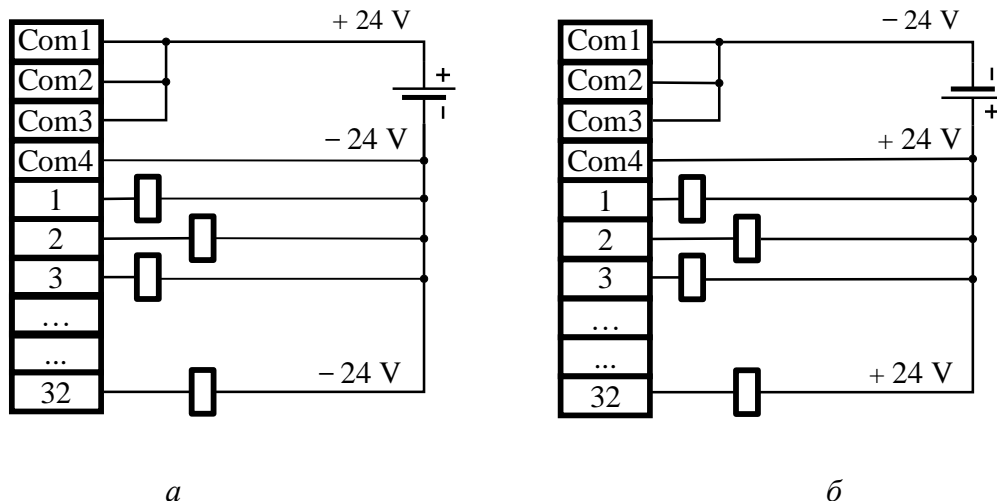 Com1
Com2
Com3
Com4
1
2
3
...
...
32
+ 24 V
+
−
− 24 V
− 24 V
а
Com1
Com2
Com3
Com4
1
2
3
...
...
32
− 24 V
−
+
+ 24 V
+ 24 V
б